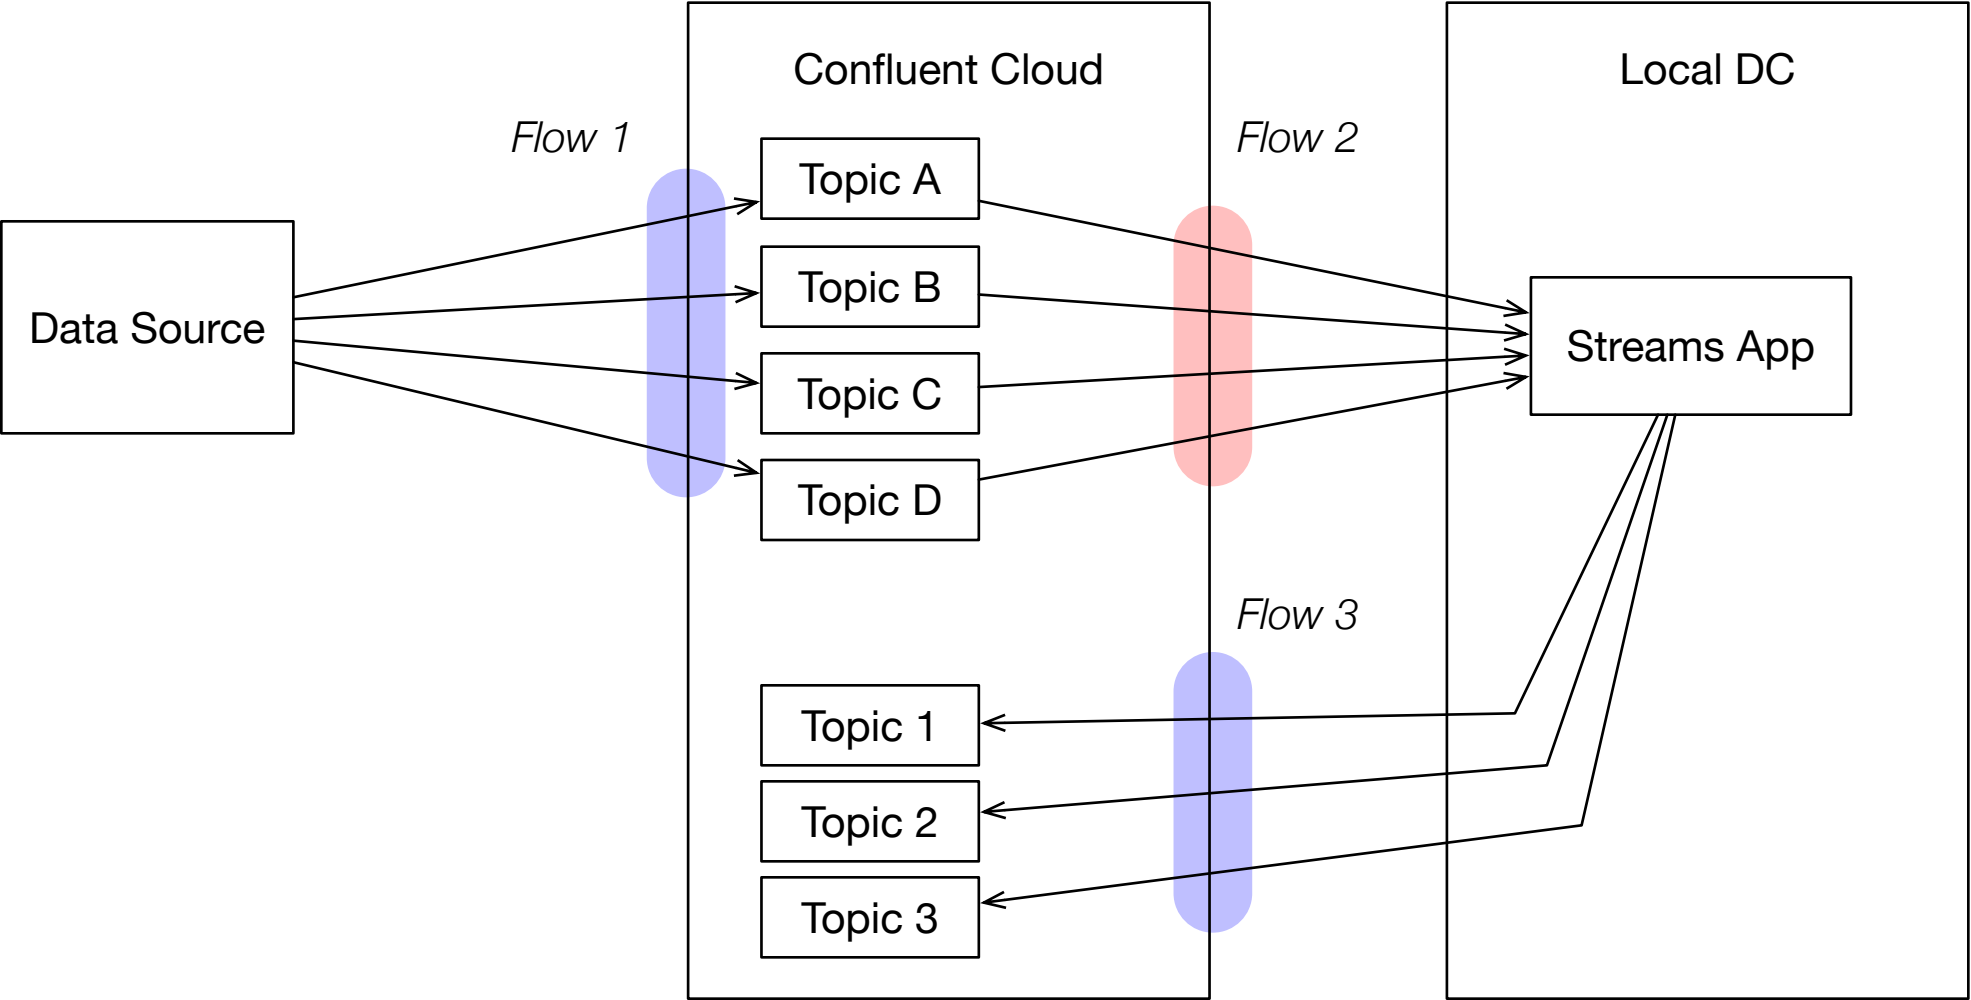 Confluent Cloud
Local DC
Flow 1
Flow 2
Topic A
Topic B
Data Source
Streams App
Topic C
Topic D
Flow 3
Topic 1
Topic 2
Topic 3